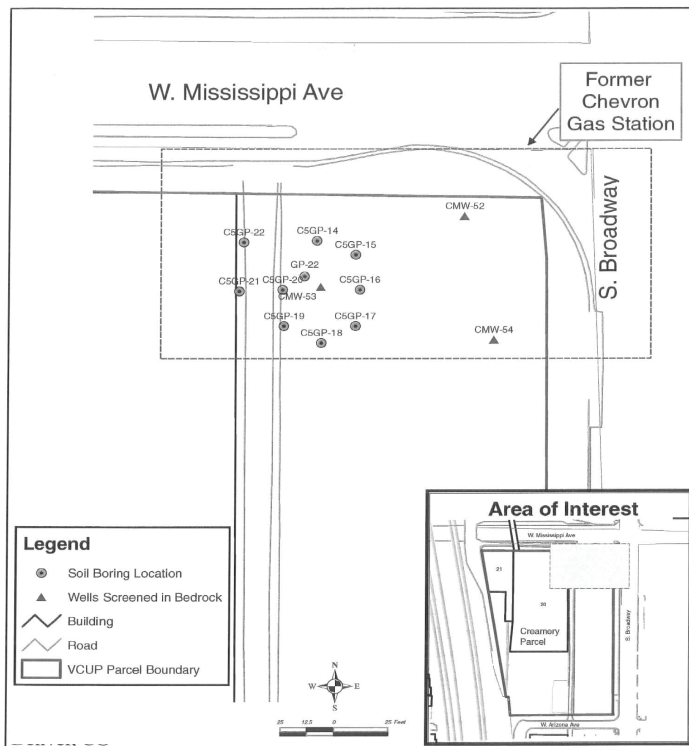 W. Mississippi Ave
Former
Chevron
Gas Station
S. Broadway
CMW-52
C5GP-22
C5GP-14
C5GP-15
GP-22
C5GP-21
C5GP-20
C5GP-16
CMW-53
C5GP-19
C5GP-17
C5GP-18
CMW-54
Legend
Soil Boring Location
Wells Screened in Bedrock
Building
Road
VCUP Parcel Boundary
N
W
E
S
25 12.5 0 25 Feet
Area of Interest
W. Mississippi Ave
21
Creamery
Parcel
S. Broadway
W. Arizona Ave